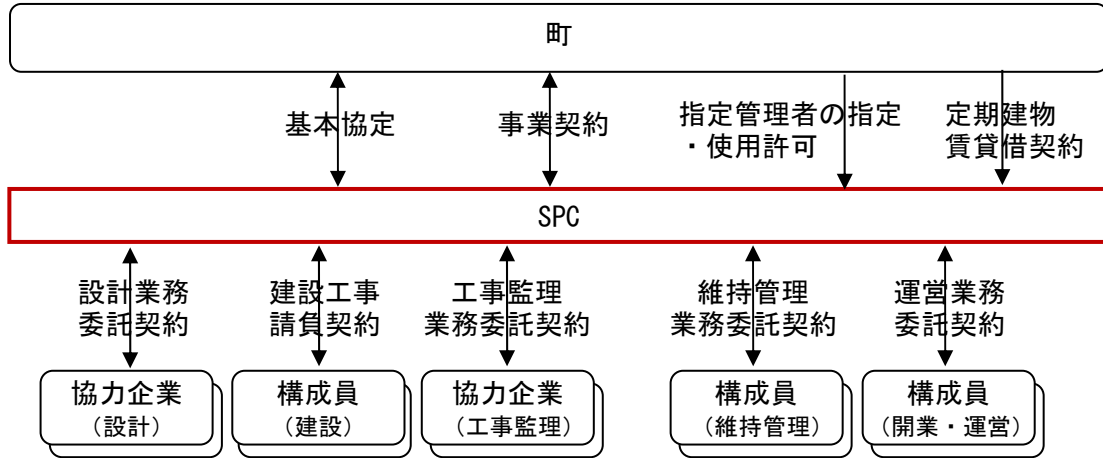 町
基本協定
事業契約
指定管理者の指定
・使用許可
定期建物
賃貸借契約
SPC
設計業務
委託契約
建設工事
請負契約
工事監理
業務委託契約
維持管理
業務委託契約
運営業務
委託契約
協力企業
（設計）
構成員
（建設）
協力企業
（工事監理）
構成員
（維持管理）
構成員
（開業・運営）